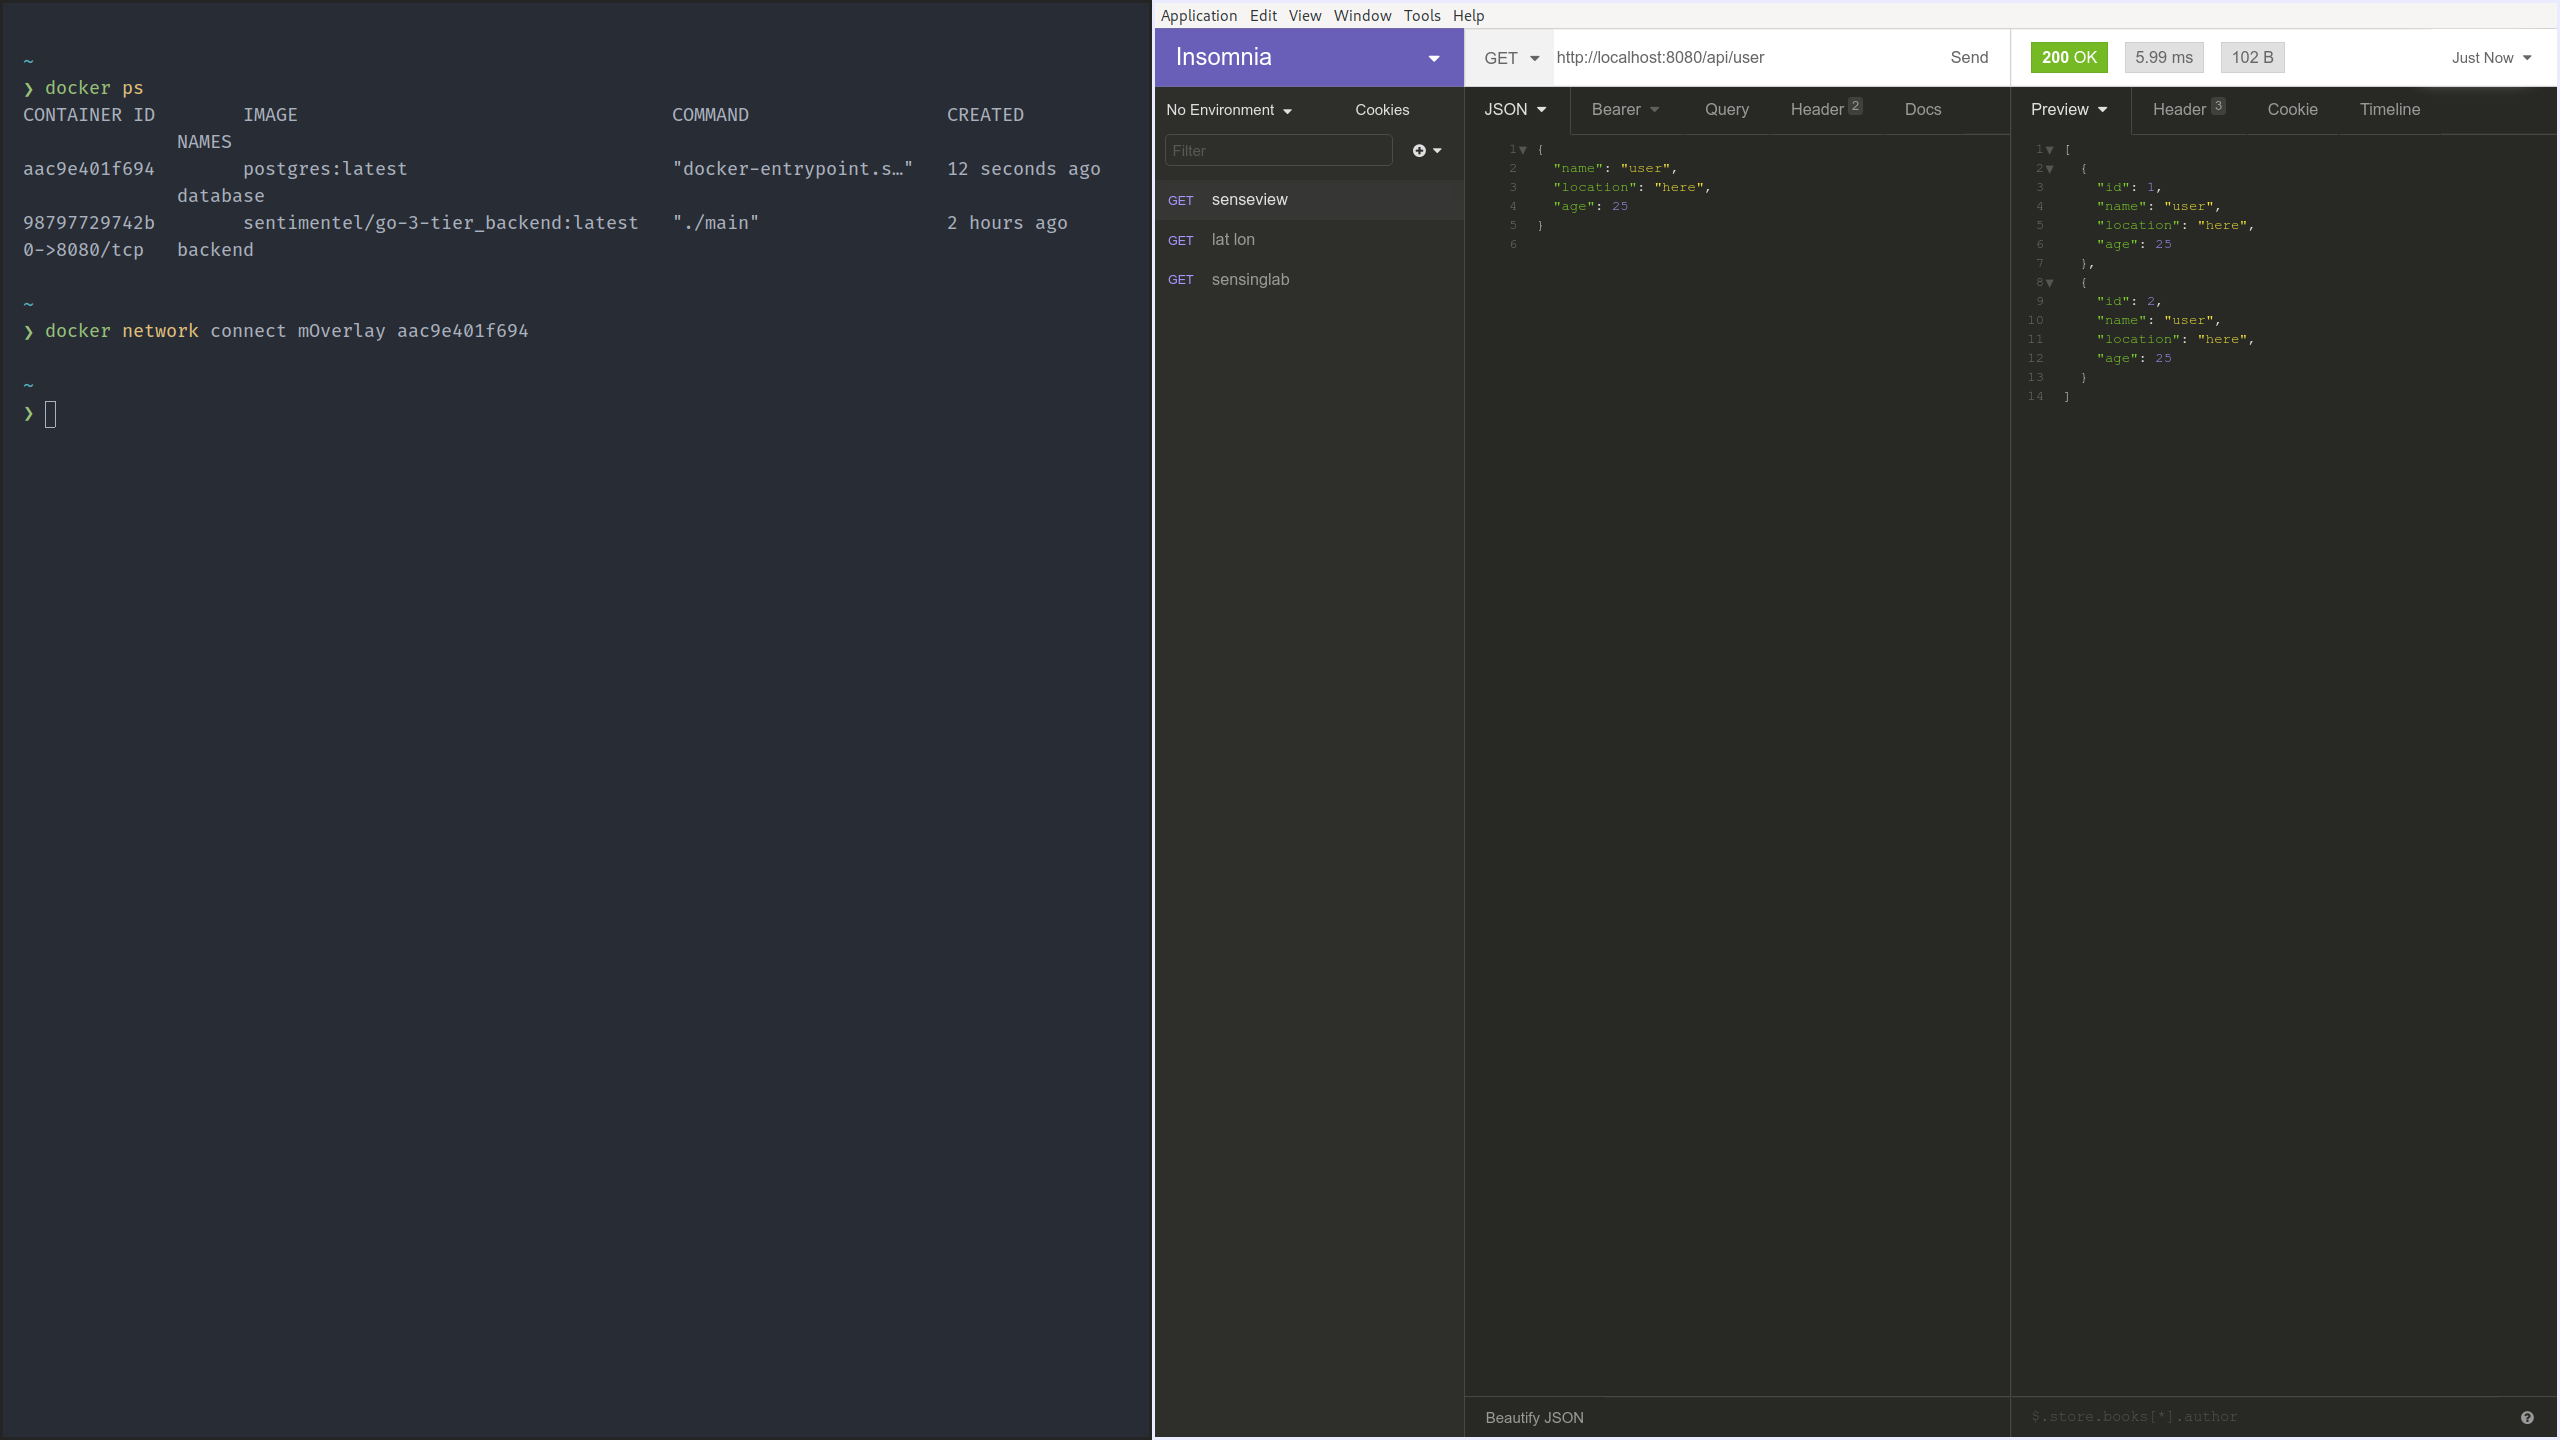 ~
❯ docker ps
CONTAINER ID        IMAGE                                  COMMAND                  CREATED
              NAMES
aac9e401f694        postgres:latest                        "docker-entrypoint.s…"   12 seconds ago
              database
98797729742b        sentimentel/go-3-tier_backend:latest   "./main"                 2 hours ago
0->8080/tcp   backend
~
❯ docker network connect mOverlay aac9e401f694
~
❯
Application Edit View Window Tools Help
Insomnia
No Environment Cookies
Filter
GET senseview
GET lat lon
GET sensinglab
GET http://localhost:8080/api/user Send
JSON Bearer Query Header 2 Docs
1 {
2   "name": "user",
3   "location": "here",
4   "age": 25
5 }
6
Beautify JSON
200 OK 5.99 ms 102 B Just Now
Preview Header 3 Cookie Timeline
1 [
2   {
3     "id": 1,
4     "name": "user",
5     "location": "here",
6     "age": 25
7   },
8   {
9     "id": 2,
10     "name": "user",
11     "location": "here",
12     "age": 25
13   }
14 ]
$.store.books[*].author